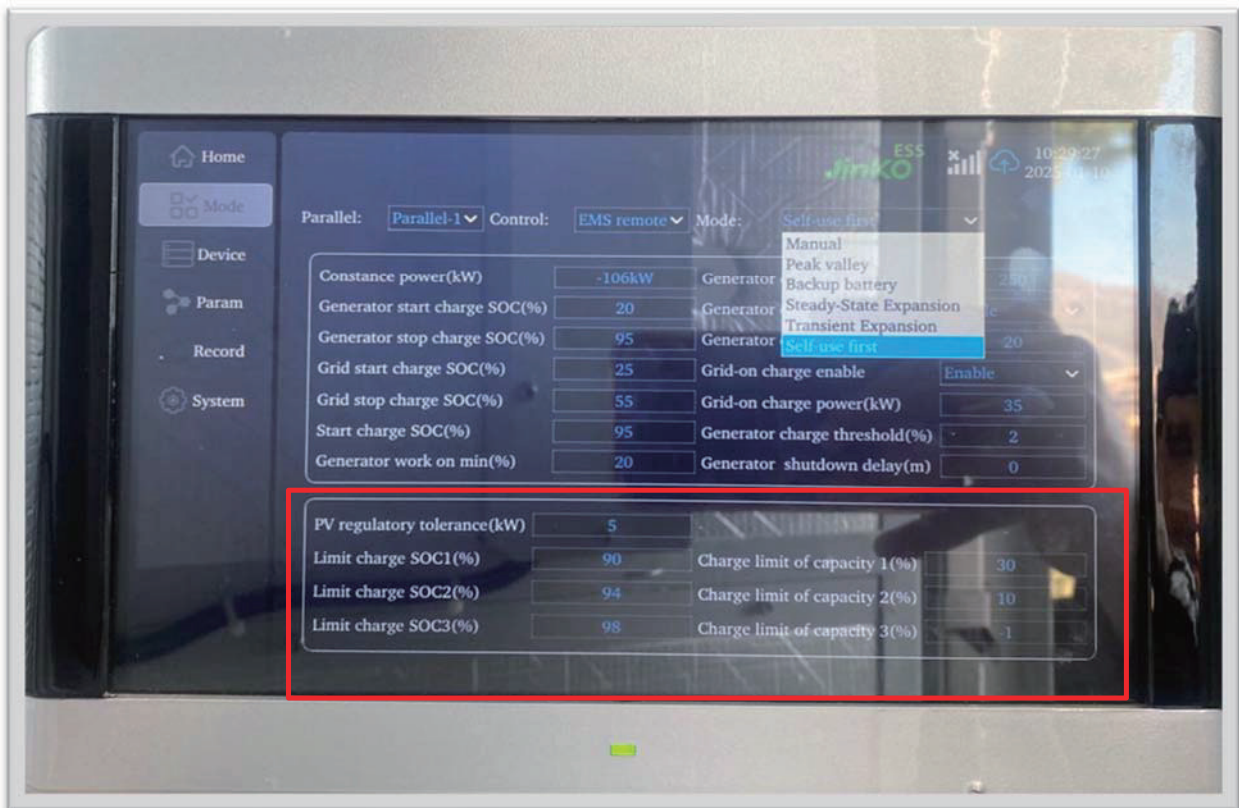 Home
ESS
JinKO
10:29:27
Mode
Parallel: Parallel-1 Control: EMS remote Mode: Self-use first
Manual
Peak valley
Backup battery
Steady-State Expansion
Transient Expansion
Self-use first
Device
Param
Record
System
Constance power(kW) -106kW Generator 250
Generator start charge SOC(%) 20 Generator
Generator stop charge SOC(%) 95 Generator 20
Grid start charge SOC(%) 25 Grid-on charge enable Enable
Grid stop charge SOC(%) 55 Grid-on charge power(kW) 35
Start charge SOC(%) 95 Generator charge threshold(%) 2
Generator work on min(%) 20 Generator shutdown delay(m) 0
PV regulatory tolerance(kW) 5
Limit charge SOC1(%) 90 Charge limit of capacity 1(%) 30
Limit charge SOC2(%) 94 Charge limit of capacity 2(%) 10
Limit charge SOC3(%) 98 Charge limit of capacity 3(%) -1